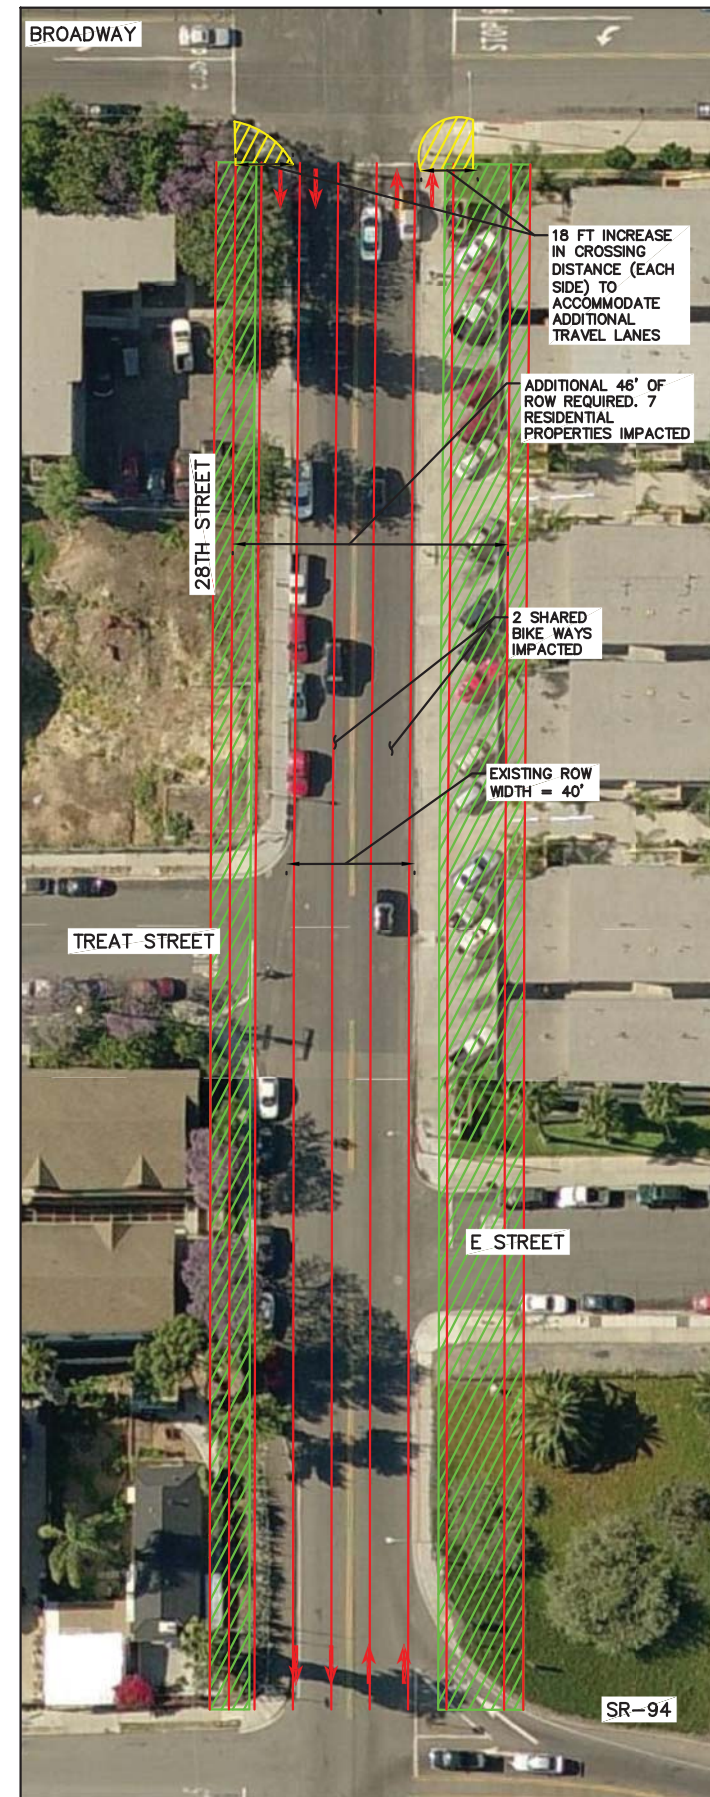 BROADWAY
STOP
18 FT INCREASE
IN CROSSING
DISTANCE (EACH
SIDE) TO
ACCOMMODATE
ADDITIONAL
TRAVEL LANES
ADDITIONAL 46' OF
ROW REQUIRED. 7
RESIDENTIAL
PROPERTIES IMPACTED
28TH STREET
2 SHARED
BIKE WAYS
IMPACTED
EXISTING ROW
WIDTH = 40'
TREAT STREET
E STREET
SR-94